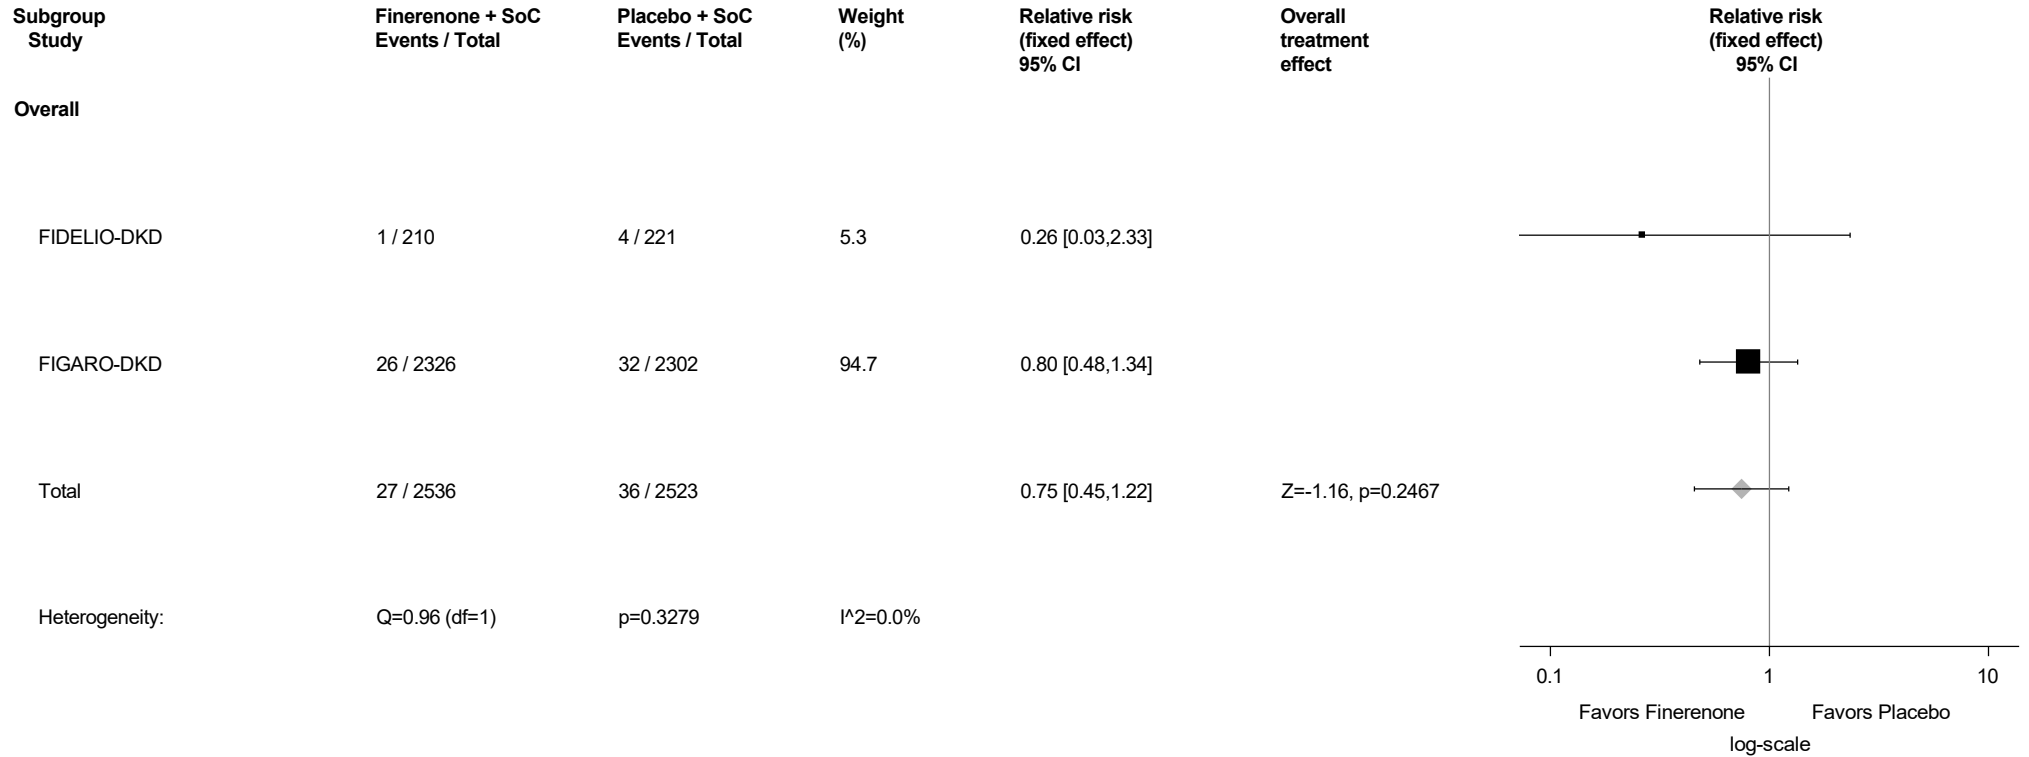 Subgroup Finerenone + SoC Placebo + SoC Weight Relative risk Overall Relative risk
Study Events / Total Events / Total (%) (fixed effect) treatment (fixed effect)
95% CI effect 95% CI
Overall
FIDELIO-DKD 1 / 210 4 / 221 5.3 0.26 [0.03,2.33]
FIGARO-DKD 26 / 2326 32 / 2302 94.7 0.80 [0.48,1.34]
Total 27 / 2536 36 / 2523 0.75 [0.45,1.22] Z=-1.16, p=0.2467
Heterogeneity: Q=0.96 (df=1) p=0.3279 I^2=0.0%
0.1 1 10
Favors Finerenone Favors Placebo
log-scale